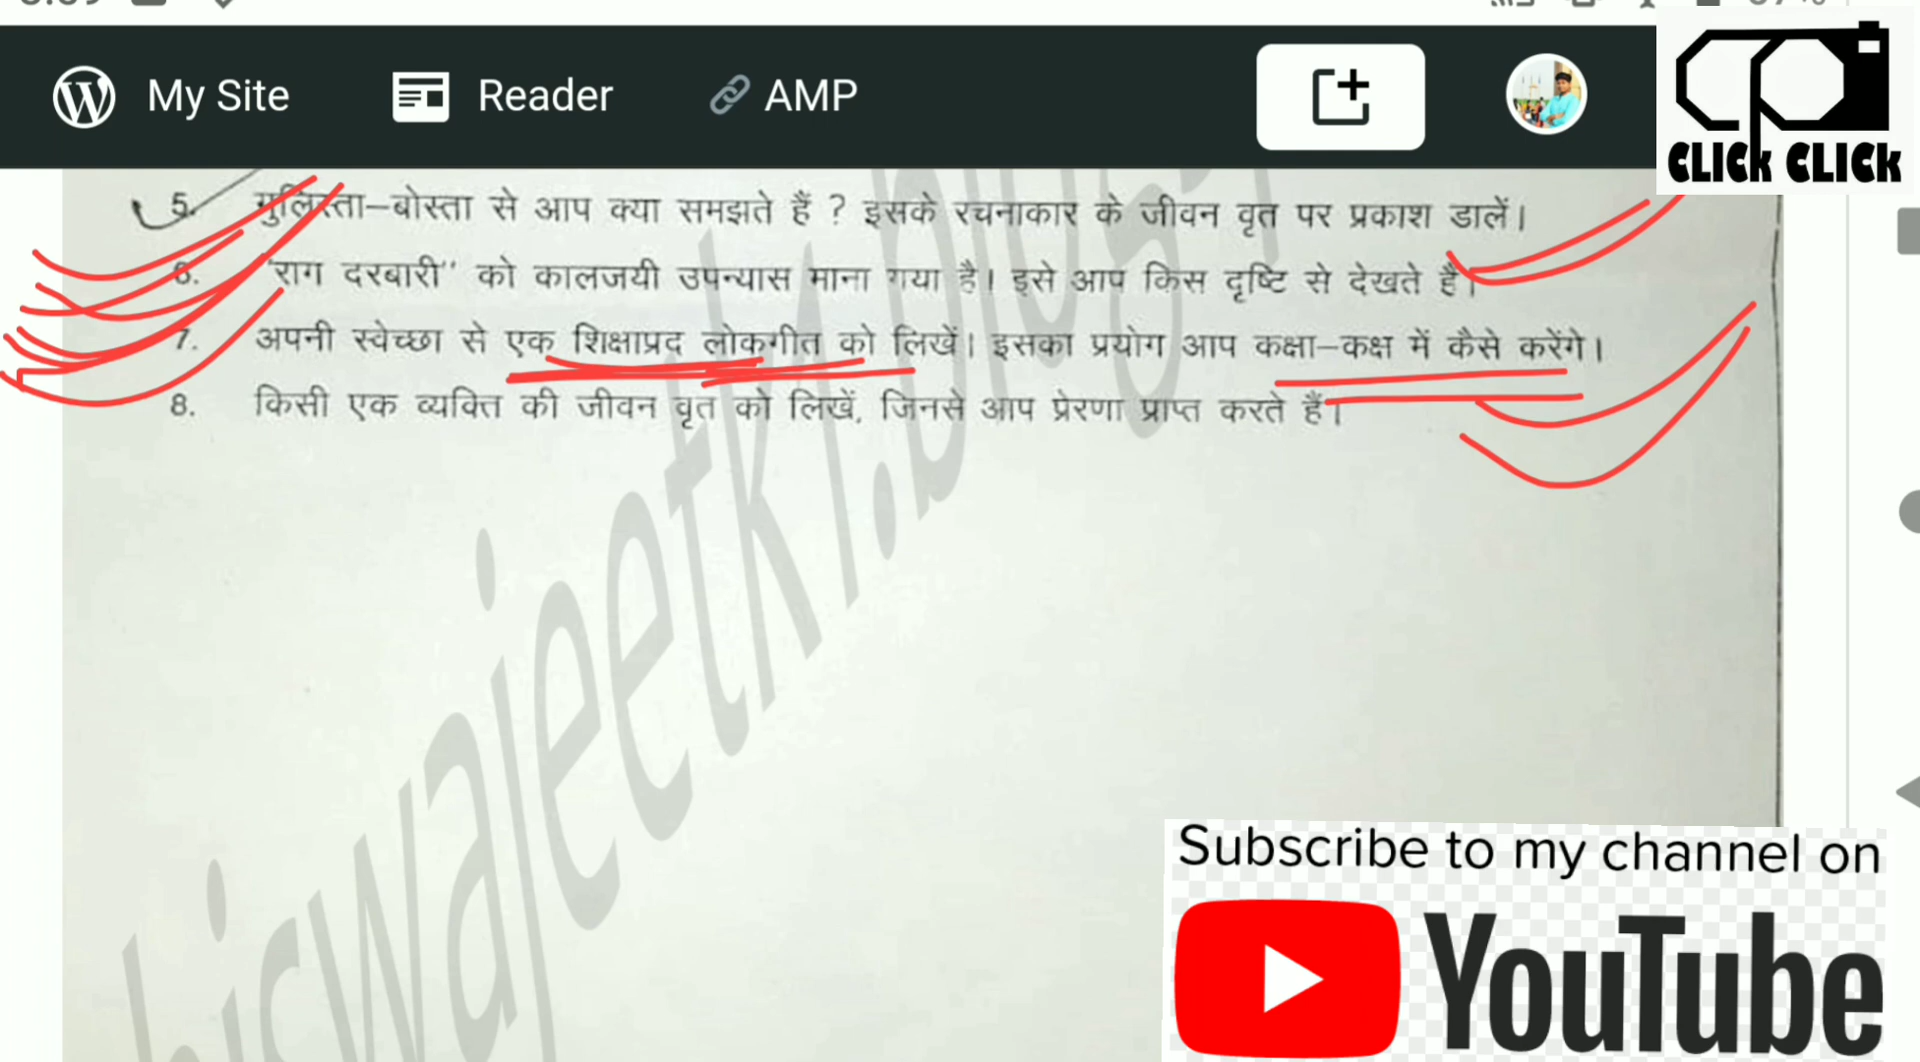 My Site Reader AMP
CLICK CLICK
5. गुलिस्ता–बोस्ता से आप क्या समझते हैं ? इसके रचनाकार के जीवन वृत पर प्रकाश डालें।
6. "राग दरबारी" को कालजयी उपन्यास माना गया है। इसे आप किस दृष्टि से देखते हैं।
7. अपनी स्वेच्छा से एक शिक्षाप्रद लोकगीत को लिखें। इसका प्रयोग आप कक्षा–कक्ष में कैसे करेंगे।
8. किसी एक व्यक्ति की जीवन वृत को लिखें, जिनसे आप प्रेरणा प्राप्त करते हैं।
Subscribe to my channel on
YouTube